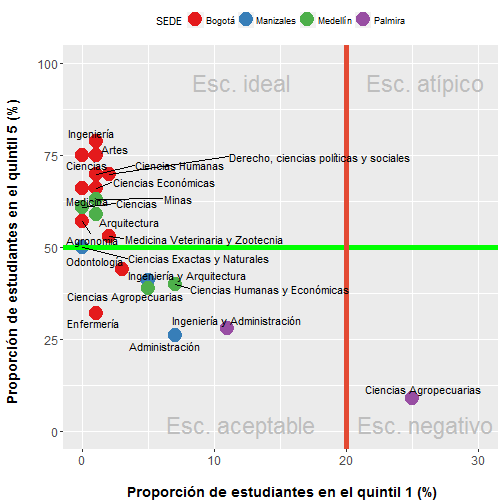 SEDE Bogotá Manizales Medellín Palmira
Proporción de estudiantes en el quintil 5 (%)
100
75
50
25
0
Esc. ideal
Esc. atípico
Ingeniería
Artes
Derecho, ciencias políticas y sociales
Ciencias
Ciencias Humanas
Ciencias Económicas
Medicina
Ciencias
Minas
Arquitectura
Agronomía
Medicina Veterinaria y Zootecnia
Odontología
Ciencias Exactas y Naturales
Ingeniería y Arquitectura
Ciencias Humanas y Económicas
Ciencias Agropecuarias
Enfermería
Ingeniería y Administración
Administración
Ciencias Agropecuarias
Esc. aceptable
Esc. negativo
0
10
20
30
Proporción de estudiantes en el quintil 1 (%)